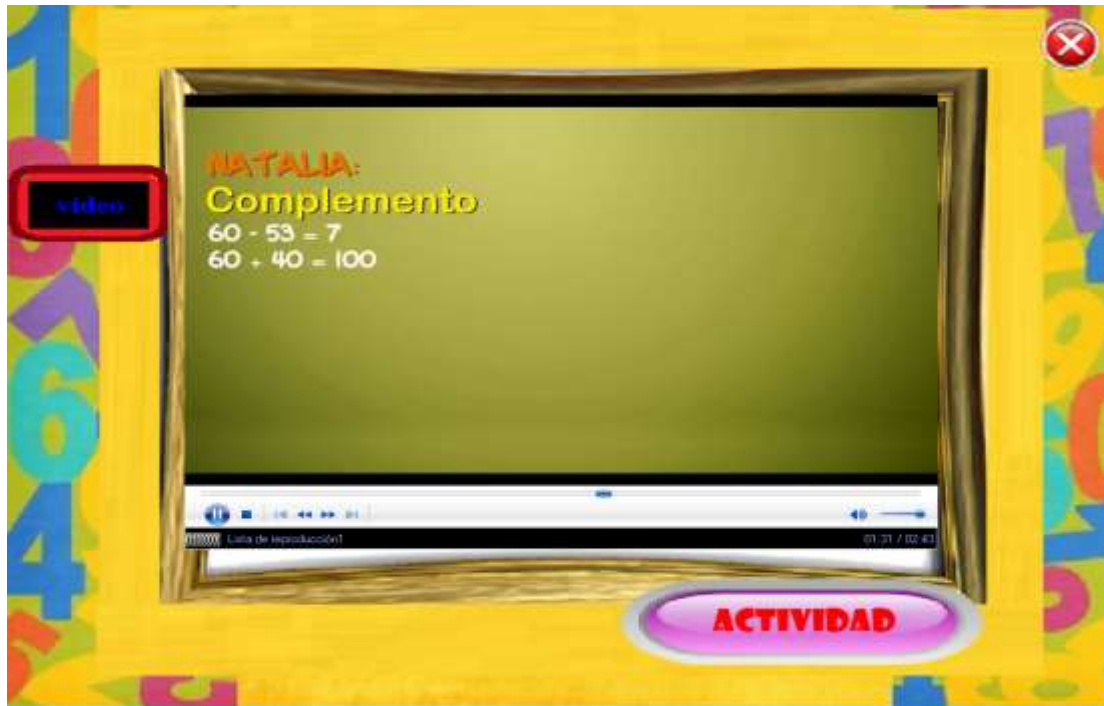 video
NATALIA:
Complemento
60 - 53 = 7
60 + 40 = 100
Lista de reproducción1
01:31 / 02:43
ACTIVIDAD